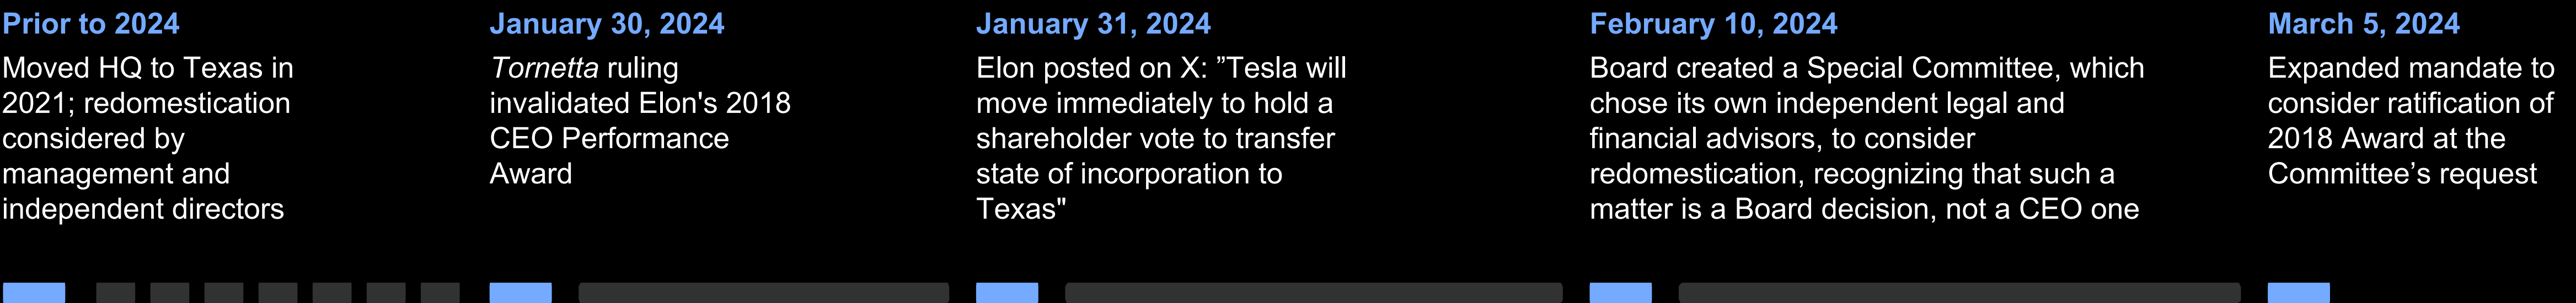 Prior to 2024
Moved HQ to Texas in
2021; redomestication
considered by
management and
independent directors
January 30, 2024
Tornetta ruling
invalidated Elon's 2018
CEO Performance
Award
January 31, 2024
Elon posted on X: ”Tesla will
move immediately to hold a
shareholder vote to transfer
state of incorporation to
Texas"
February 10, 2024
Board created a Special Committee, which
chose its own independent legal and
financial advisors, to consider
redomestication, recognizing that such a
matter is a Board decision, not a CEO one
March 5, 2024
Expanded mandate to
consider ratification of
2018 Award at the
Committee’s request